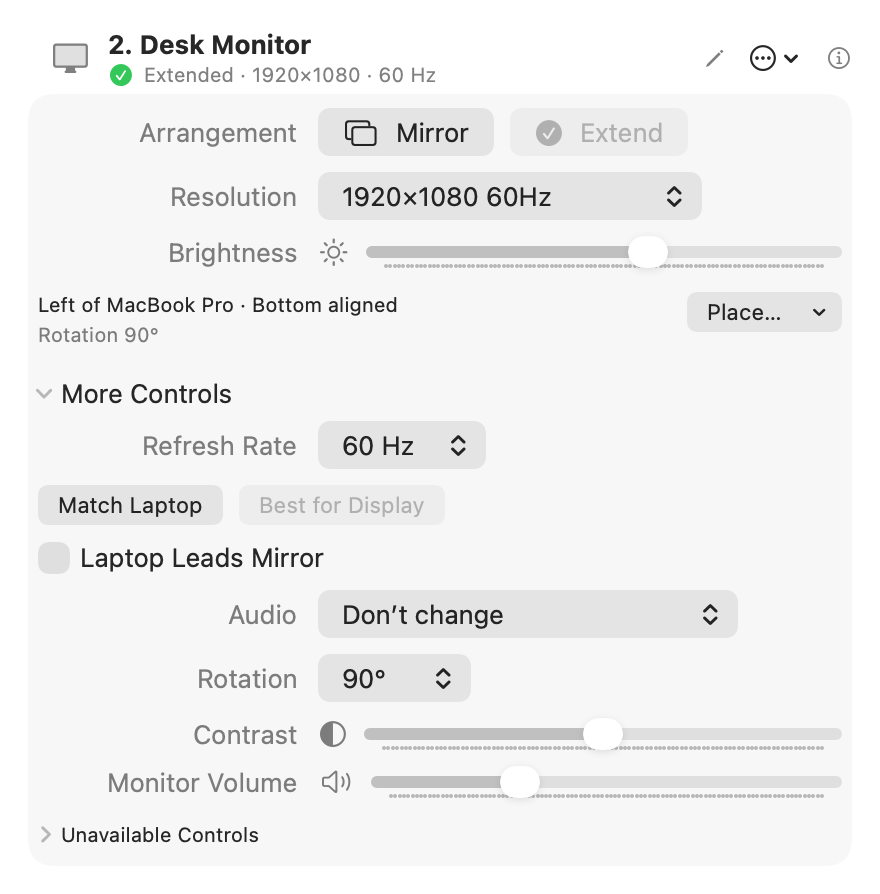 2. Desk Monitor
Extended · 1920×1080 · 60 Hz
Arrangement Mirror Extend
Resolution 1920×1080 60Hz
Brightness
Left of MacBook Pro · Bottom aligned
Place...
Rotation 90°
More Controls
Refresh Rate 60 Hz
Match Laptop Best for Display
Laptop Leads Mirror
Audio Don’t change
Rotation 90°
Contrast
Monitor Volume
Unavailable Controls